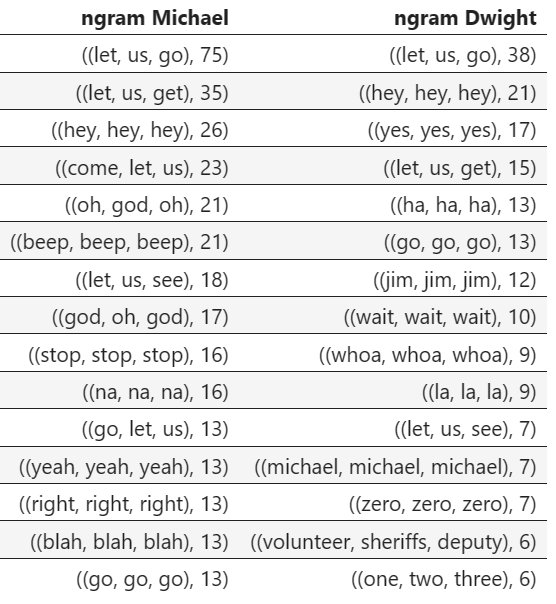 ngram Michael ngram Dwight
((let, us, go), 75) ((let, us, go), 38)
((let, us, get), 35) ((hey, hey, hey), 21)
((hey, hey, hey), 26) ((yes, yes, yes), 17)
((come, let, us), 23) ((let, us, get), 15)
((oh, god, oh), 21) ((ha, ha, ha), 13)
((beep, beep, beep), 21) ((go, go, go), 13)
((let, us, see), 18) ((jim, jim, jim), 12)
((god, oh, god), 17) ((wait, wait, wait), 10)
((stop, stop, stop), 16) ((whoa, whoa, whoa), 9)
((na, na, na), 16) ((la, la, la), 9)
((go, let, us), 13) ((let, us, see), 7)
((yeah, yeah, yeah), 13) ((michael, michael, michael), 7)
((right, right, right), 13) ((zero, zero, zero), 7)
((blah, blah, blah), 13) ((volunteer, sheriffs, deputy), 6)
((go, go, go), 13) ((one, two, three), 6)